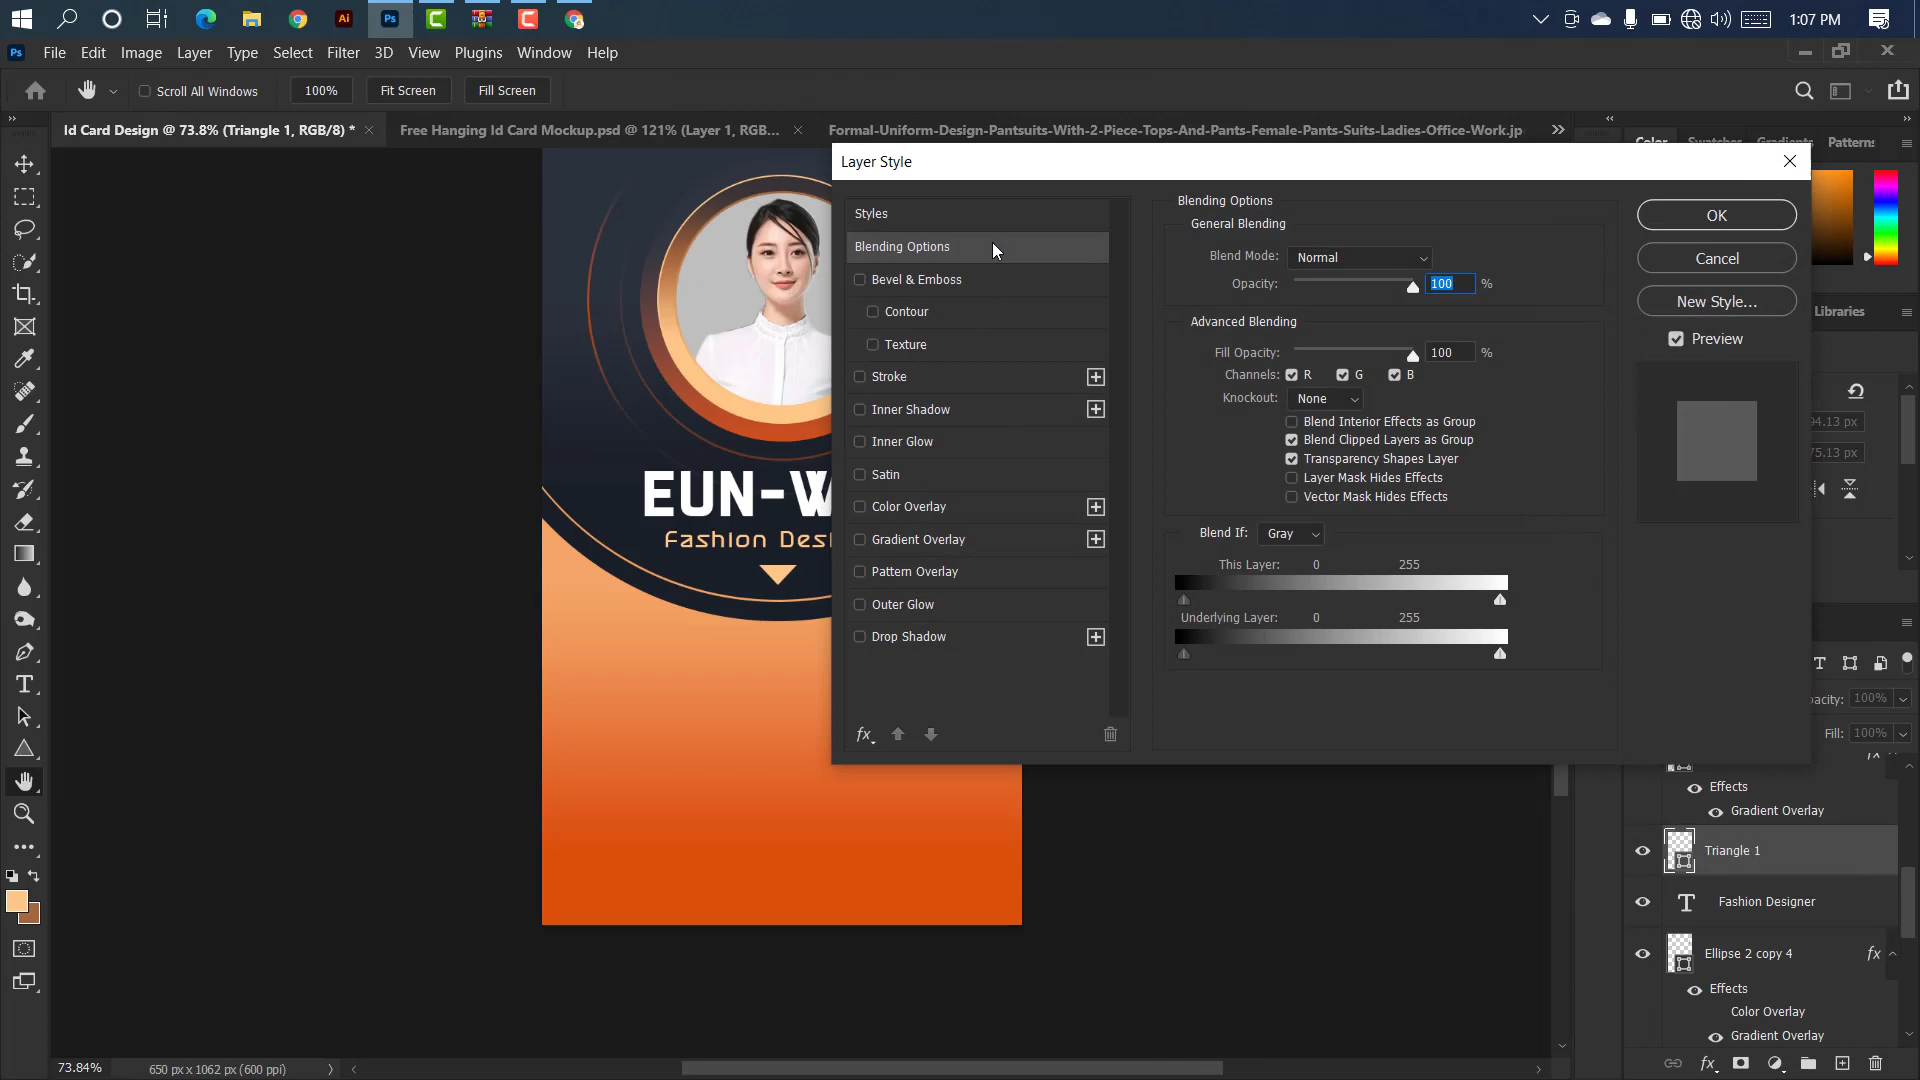 1:07 PM
Ps File Edit Image Layer Type Select Filter 3D View Plugins Window Help
Scroll All Windows 100% Fit Screen Fill Screen
Id Card Design @ 73.8% (Triangle 1, RGB/8) *
Free Hanging Id Card Mockup.psd @ 121% (Layer 1, RGB...
Formal-Uniform-Design-Pantsuits-With-2-Piece-Tops-And-Pants-Female-Pants-Suits-Ladies-Office-Work.jp
Color Swatches Gradients Patterns
Layer Style
Styles
Blending Options
Bevel & Emboss
Contour
Texture
Stroke
Inner Shadow
Inner Glow
Satin
Color Overlay
Gradient Overlay
Pattern Overlay
Outer Glow
Drop Shadow
fx
Blending Options
General Blending
Blend Mode: Normal
Opacity: 100 %
Advanced Blending
Fill Opacity: 100 %
Channels: R G B
Knockout: None
Blend Interior Effects as Group
Blend Clipped Layers as Group
Transparency Shapes Layer
Layer Mask Hides Effects
Vector Mask Hides Effects
Blend If: Gray
This Layer: 0 255
Underlying Layer: 0 255
OK
Cancel
New Style...
Preview
Libraries
94.13 px
75.13 px
EUN-W
Fashion Desi
pacity: 100%
Fill: 100%
Effects
Gradient Overlay
Triangle 1
T Fashion Designer
Ellipse 2 copy 4 fx
Effects
Color Overlay
Gradient Overlay
fx
73.84% 650 px x 1062 px (600 ppi)